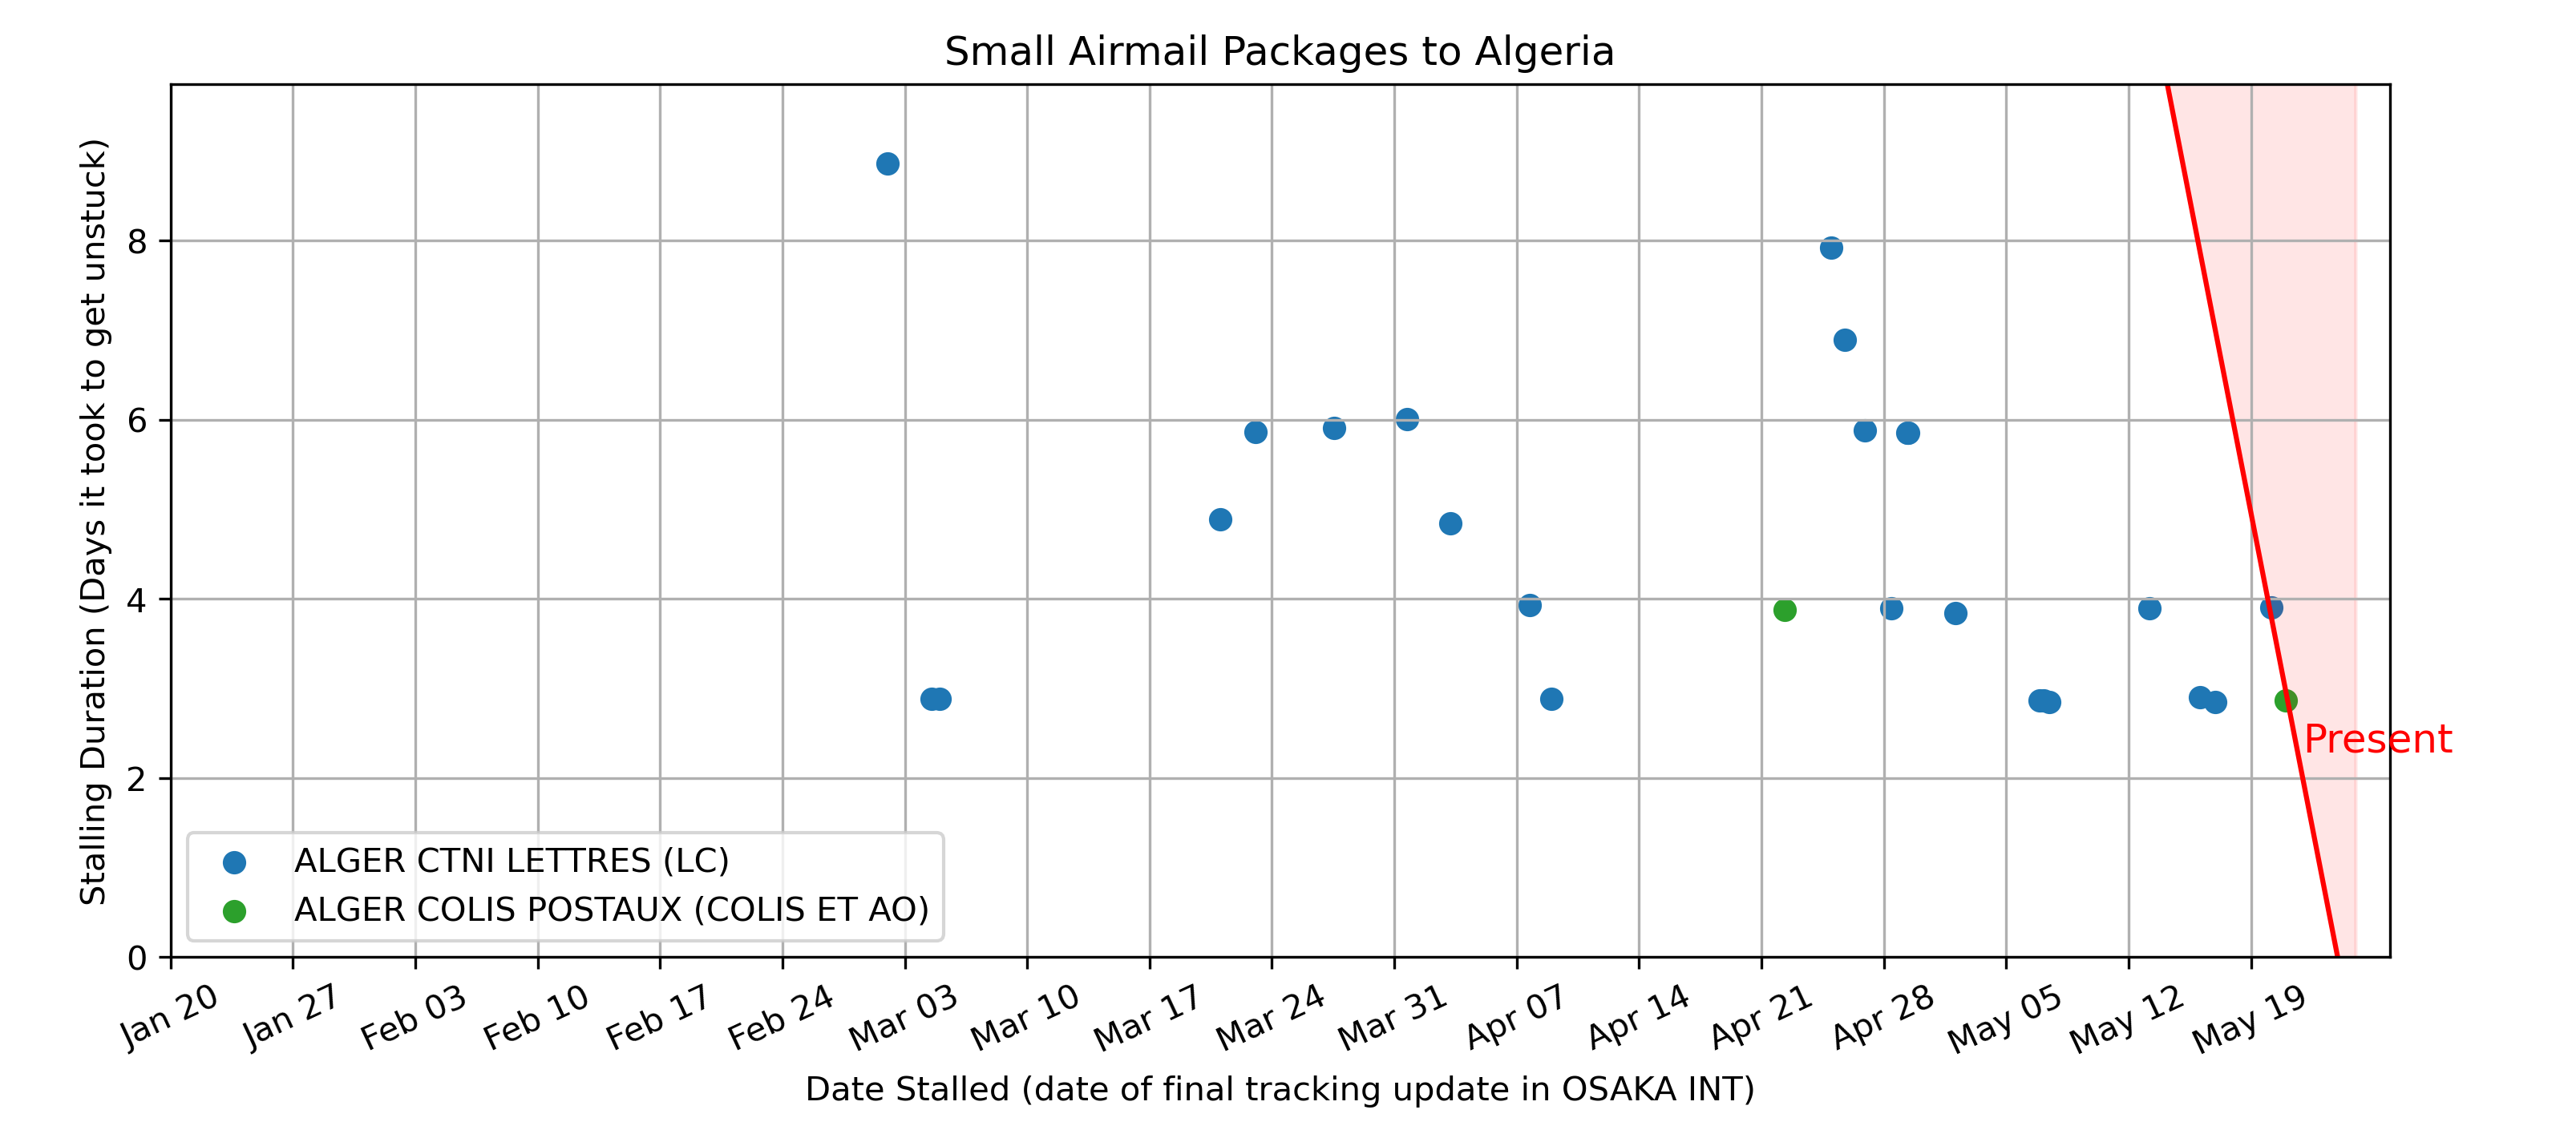 Small Airmail Packages to Algeria
Stalling Duration (Days it took to get unstuck)
8
6
4
2
0
Present
ALGER CTNI LETTRES (LC)
ALGER COLIS POSTAUX (COLIS ET AO)
Jan 20
Jan 27
Feb 03
Feb 10
Feb 17
Feb 24
Mar 03
Mar 10
Mar 17
Mar 24
Mar 31
Apr 07
Apr 14
Apr 21
Apr 28
May 05
May 12
May 19
Date Stalled (date of final tracking update in OSAKA INT)